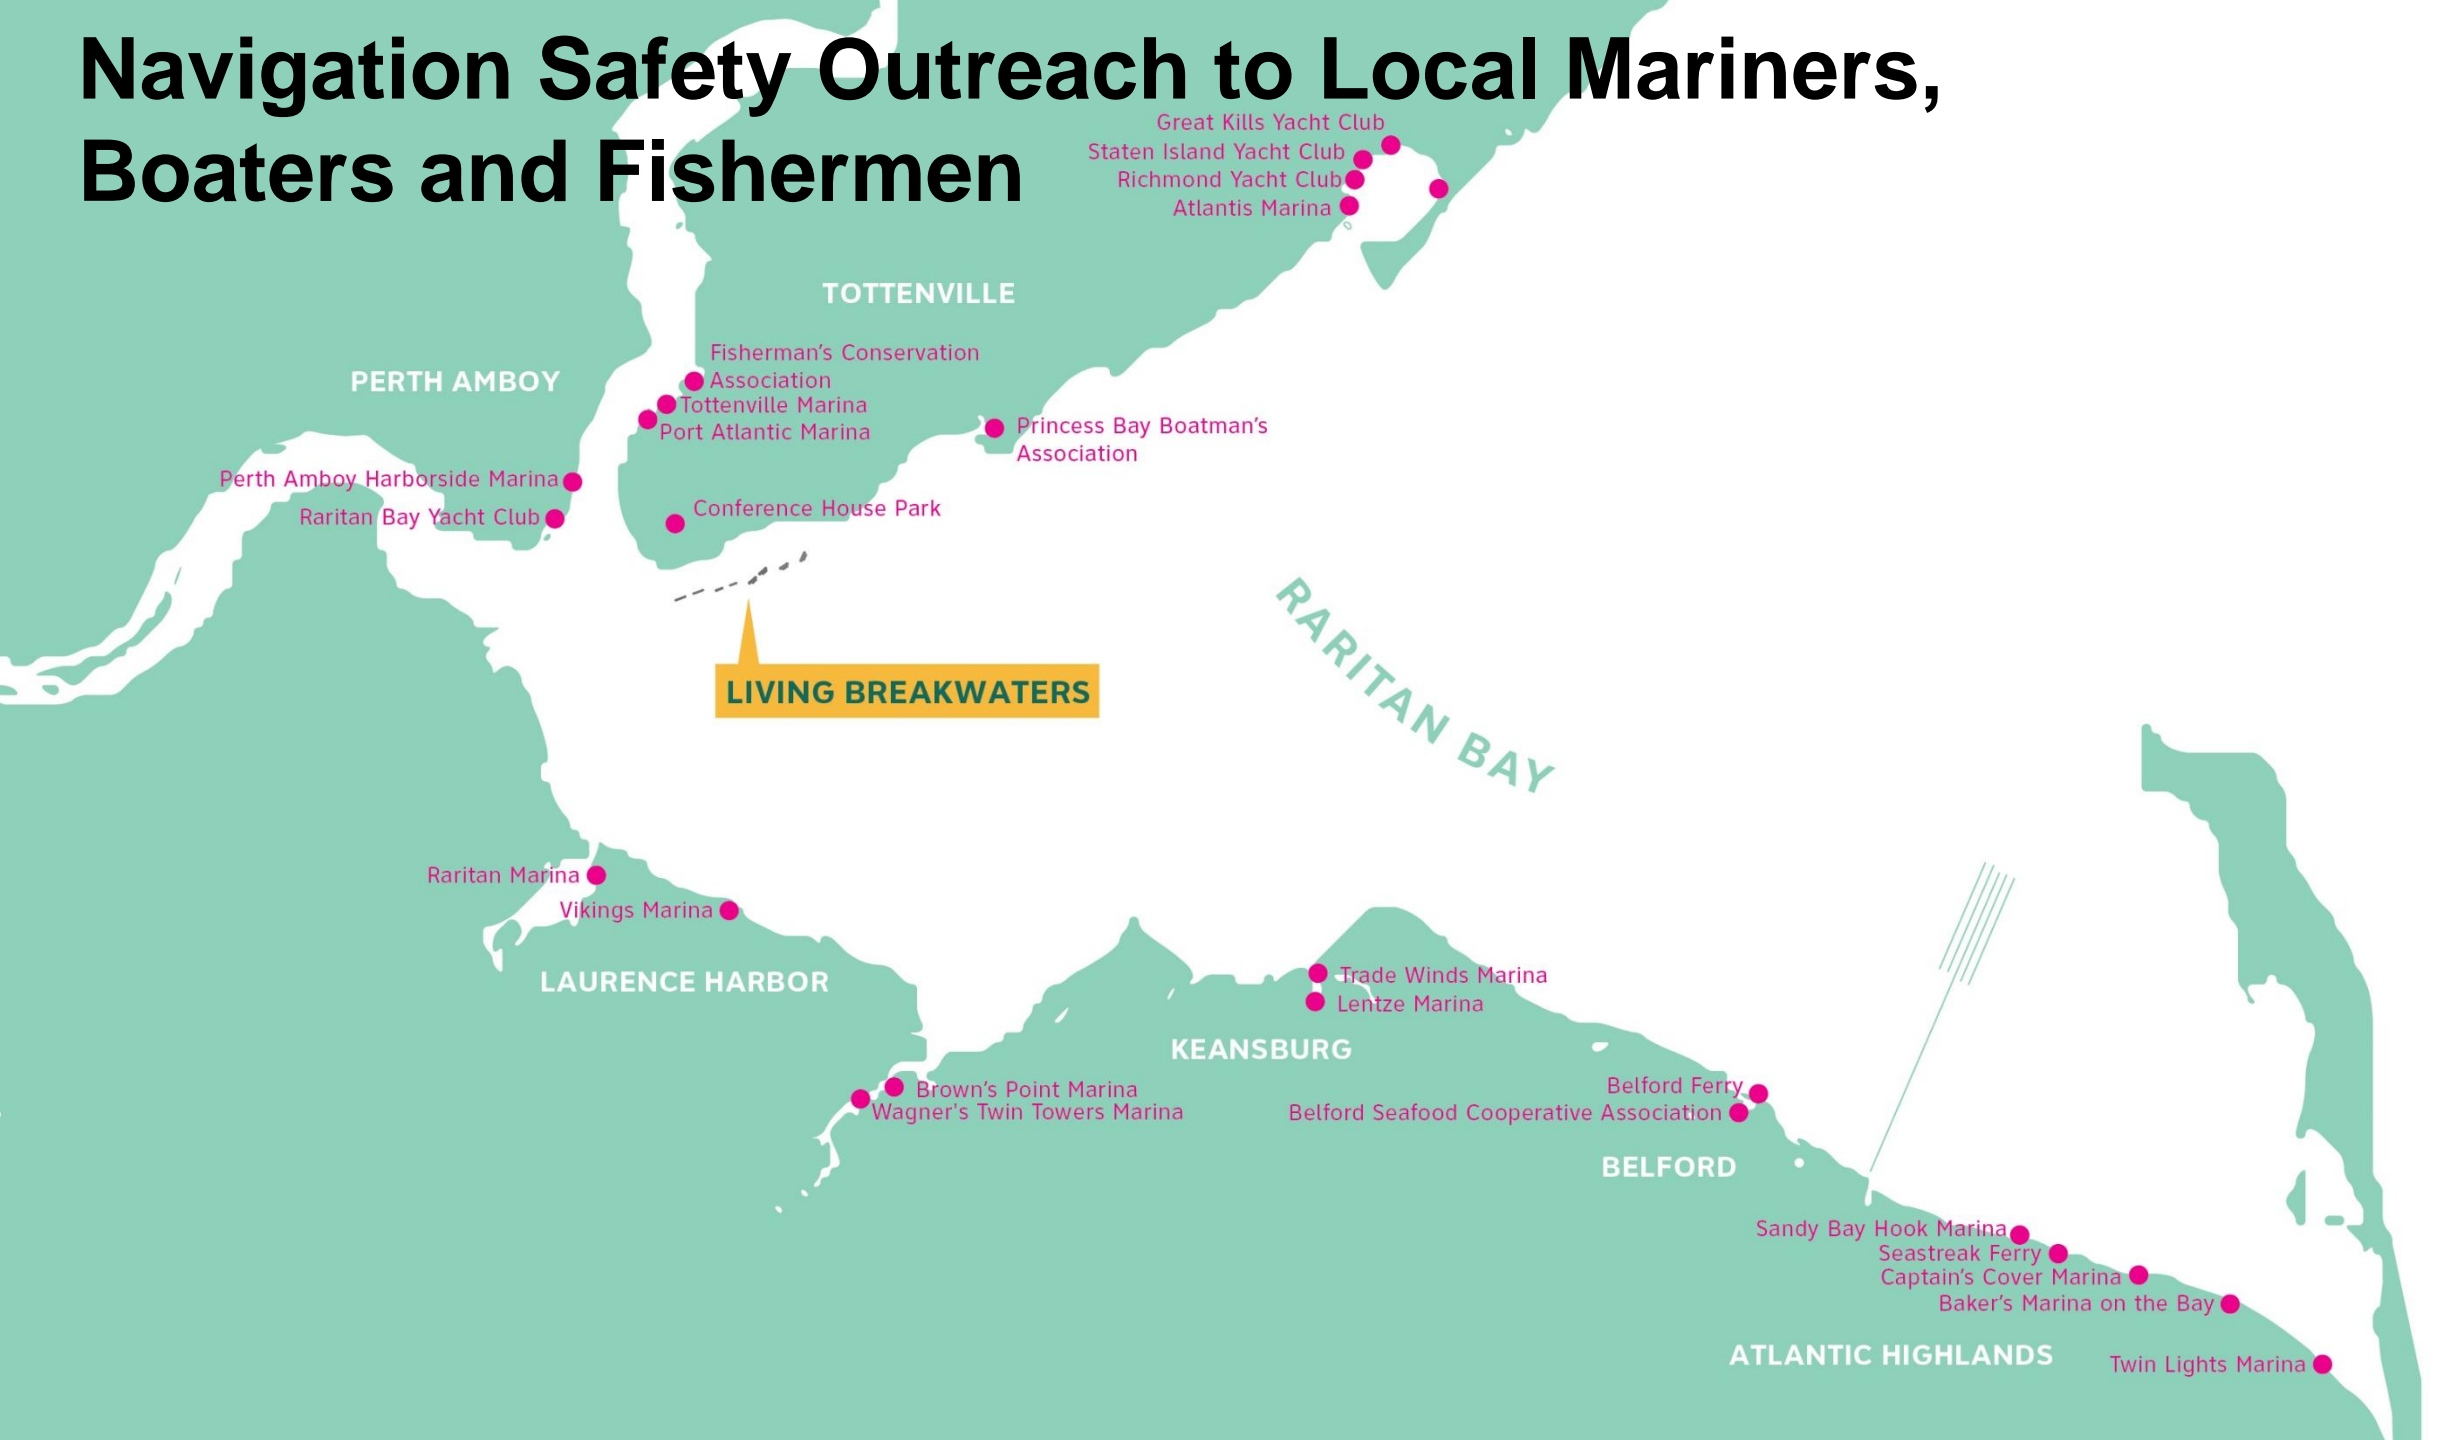 Navigation Safety Outreach to Local Mariners,
Boaters and Fishermen
Great Kills Yacht Club
Staten Island Yacht Club
Richmond Yacht Club
Atlantis Marina
TOTTENVILLE
Fisherman's Conservation
Association
Tottenville Marina
Port Atlantic Marina
PERTH AMBOY
Princess Bay Boatman's
Association
Perth Amboy Harborside Marina
Raritan Bay Yacht Club
Conference House Park
LIVING BREAKWATERS
RARITAN BAY
Raritan Marina
Vikings Marina
LAURENCE HARBOR
Trade Winds Marina
Lentze Marina
KEANSBURG
Brown's Point Marina
Wagner's Twin Towers Marina
Belford Ferry
Belford Seafood Cooperative Association
BELFORD
Sandy Bay Hook Marina
Seastreak Ferry
Captain's Cover Marina
Baker's Marina on the Bay
ATLANTIC HIGHLANDS
Twin Lights Marina